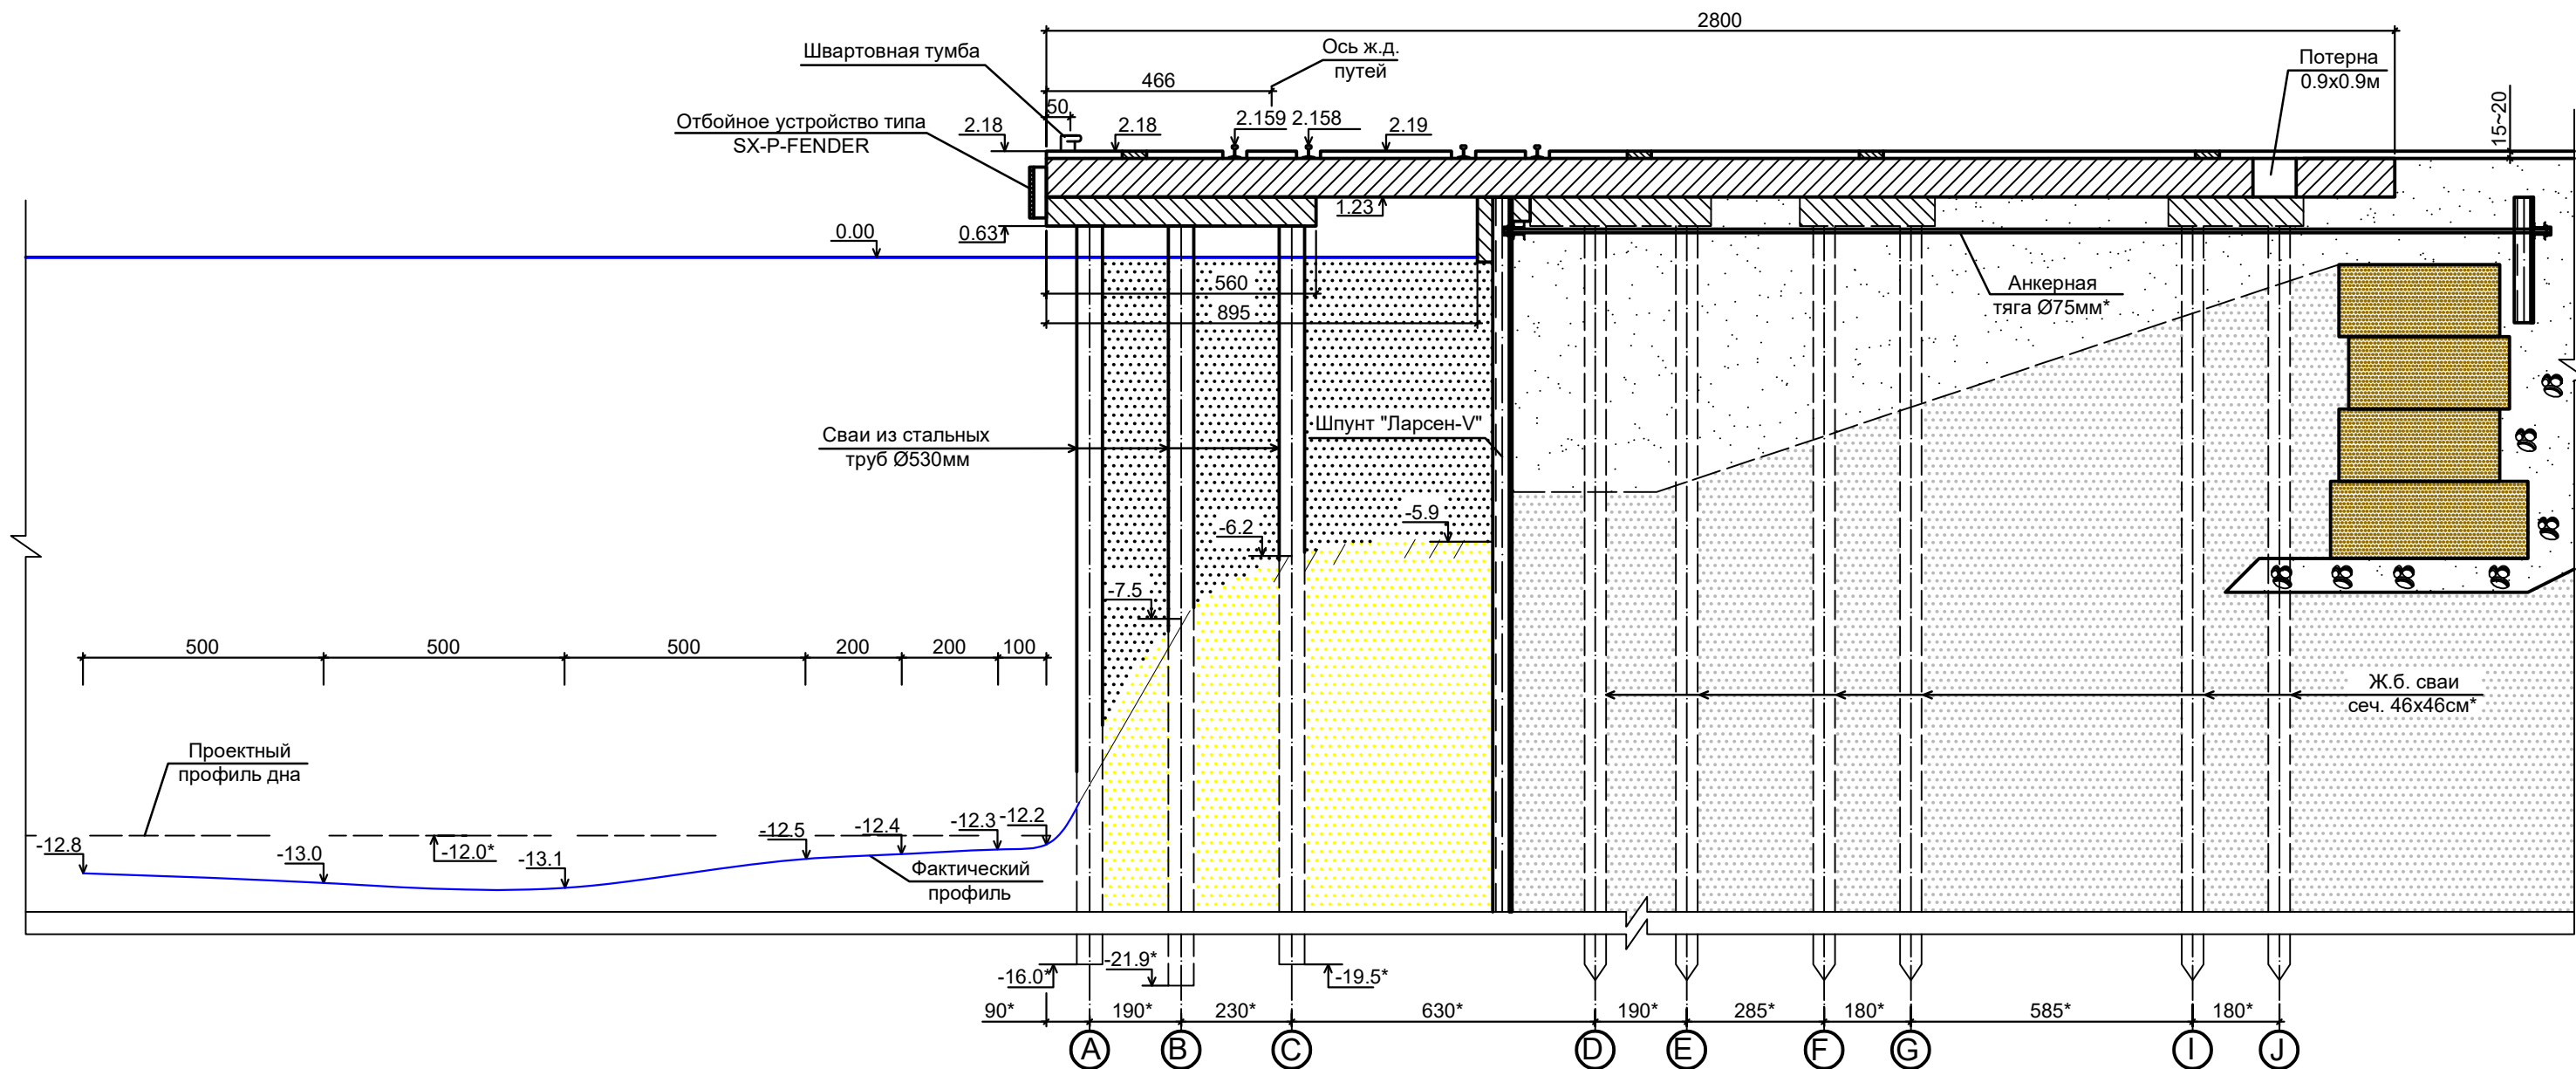 2800
Швартовная тумба
Ось ж.д.
путей
Потерна
0.9х0.9м
466
50
15~20
Отбойное устройство типа
SX-P-FENDER
2.18
2.18
2.159
2.158
2.19
1.23
0.00
0.63
560
895
Анкерная
тяга Ø75мм*
Шпунт "Ларсен-V"
Сваи из стальных
труб Ø530мм
-5.9
-6.2
-7.5
500
500
500
200
200
100
Ж.б. сваи
сеч. 46х46см*
Проектный
профиль дна
-12.8
-13.0
-12.0*
-13.1
-12.5
-12.4
-12.3
-12.2
Фактический
профиль
-16.0*
-21.9*
-19.5*
90*
190*
230*
630*
190*
285*
180*
585*
180*
A
B
C
D
E
F
G
I
J